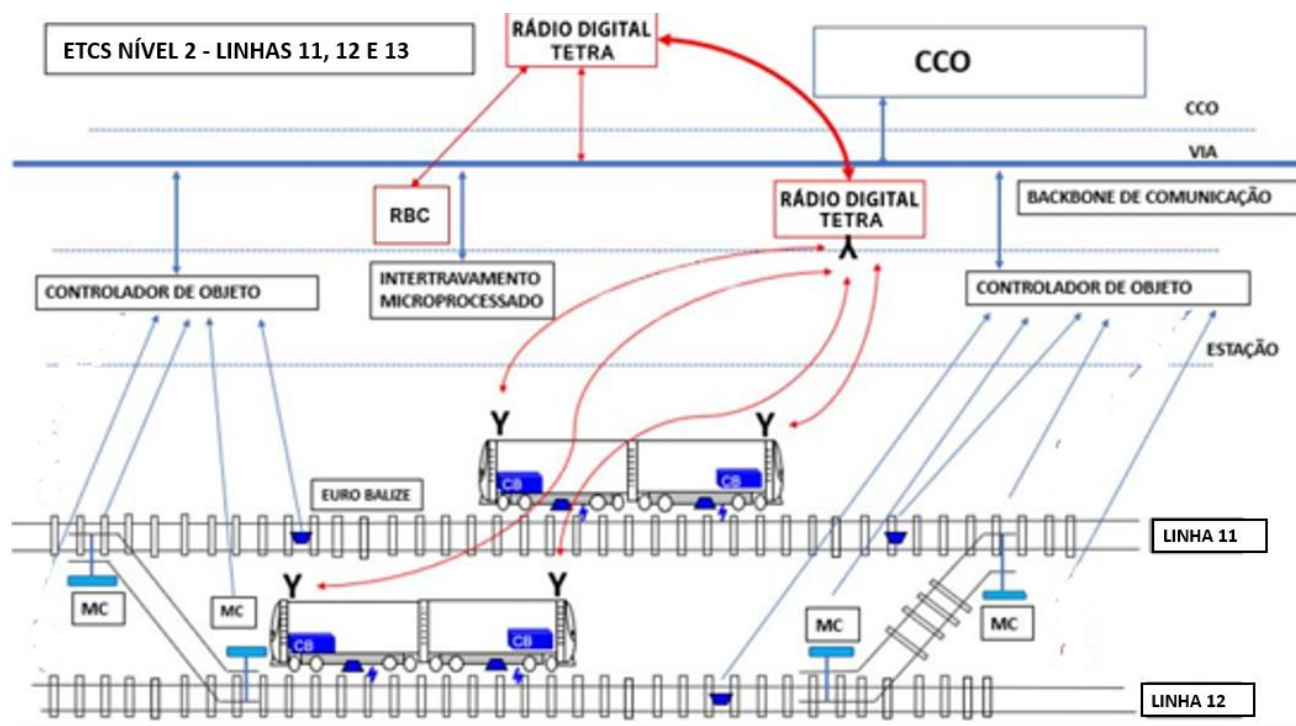 RÁDIO DIGITAL
TETRA
ETCS NÍVEL 2 - LINHAS 11, 12 E 13
CCO
CCO
VIA
RBC
RÁDIO DIGITAL
TETRA
BACKBONE DE COMUNICAÇÃO
CONTROLADOR DE OBJETO
INTERTRAVAMENTO
MICROPROCESSADO
CONTROLADOR DE OBJETO
ESTAÇÃO
CB
CB
EURO BALIZE
LINHA 11
MC
MC
CB
CB
MC
MC
LINHA 12